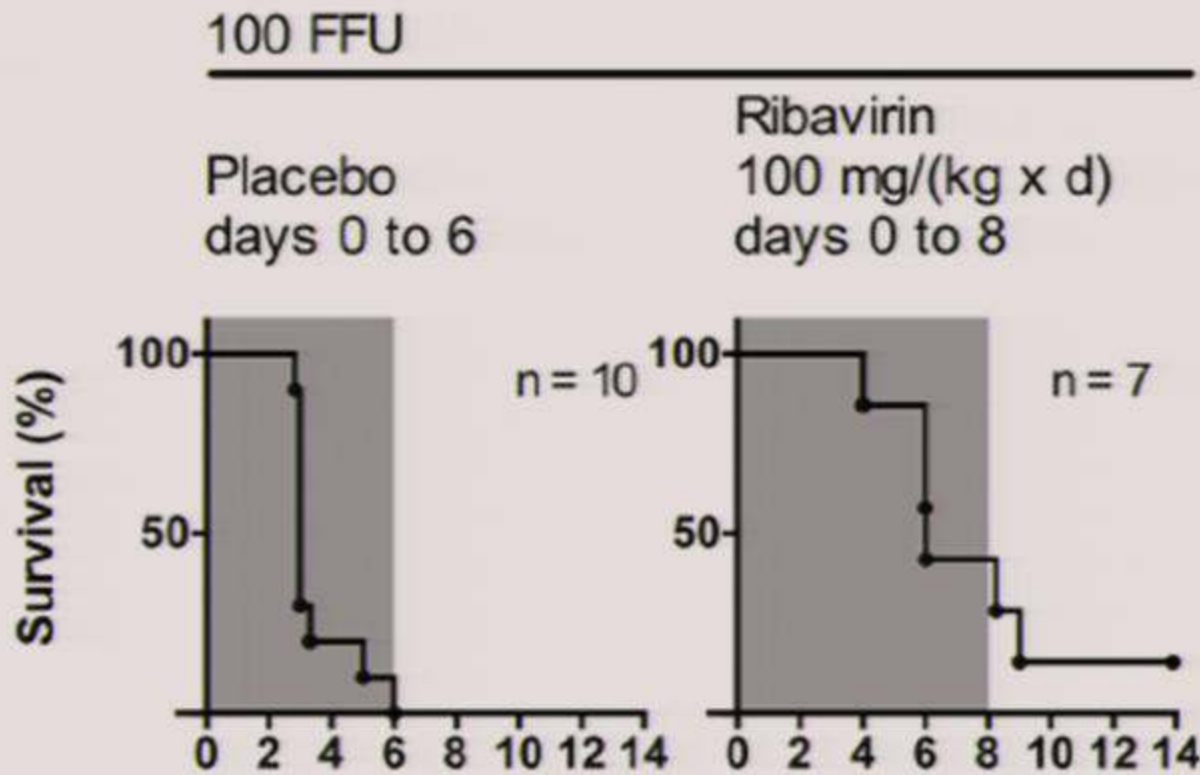 100 FFU
Placebo
days 0 to 6
Ribavirin
100 mg/(kg x d)
days 0 to 8
Survival (%)
100
50
n = 10
0 2 4 6 8 10 12 14
100
50
n = 7
0 2 4 6 8 10 12 14